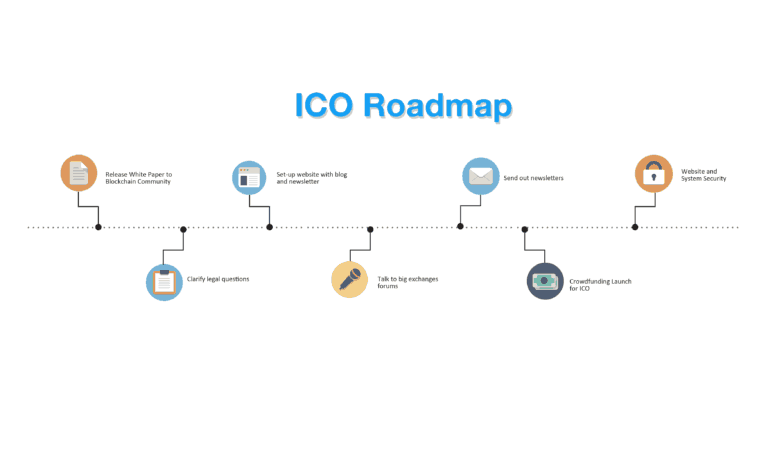 ICO Roadmap
Release White Paper to
Blockchain Community
Clarify legal questions
Set-up website with blog
and newsletter
Talk to big exchanges
forums
Send out newsletters
Crowdfunding Launch
for ICO
Website and
System Security